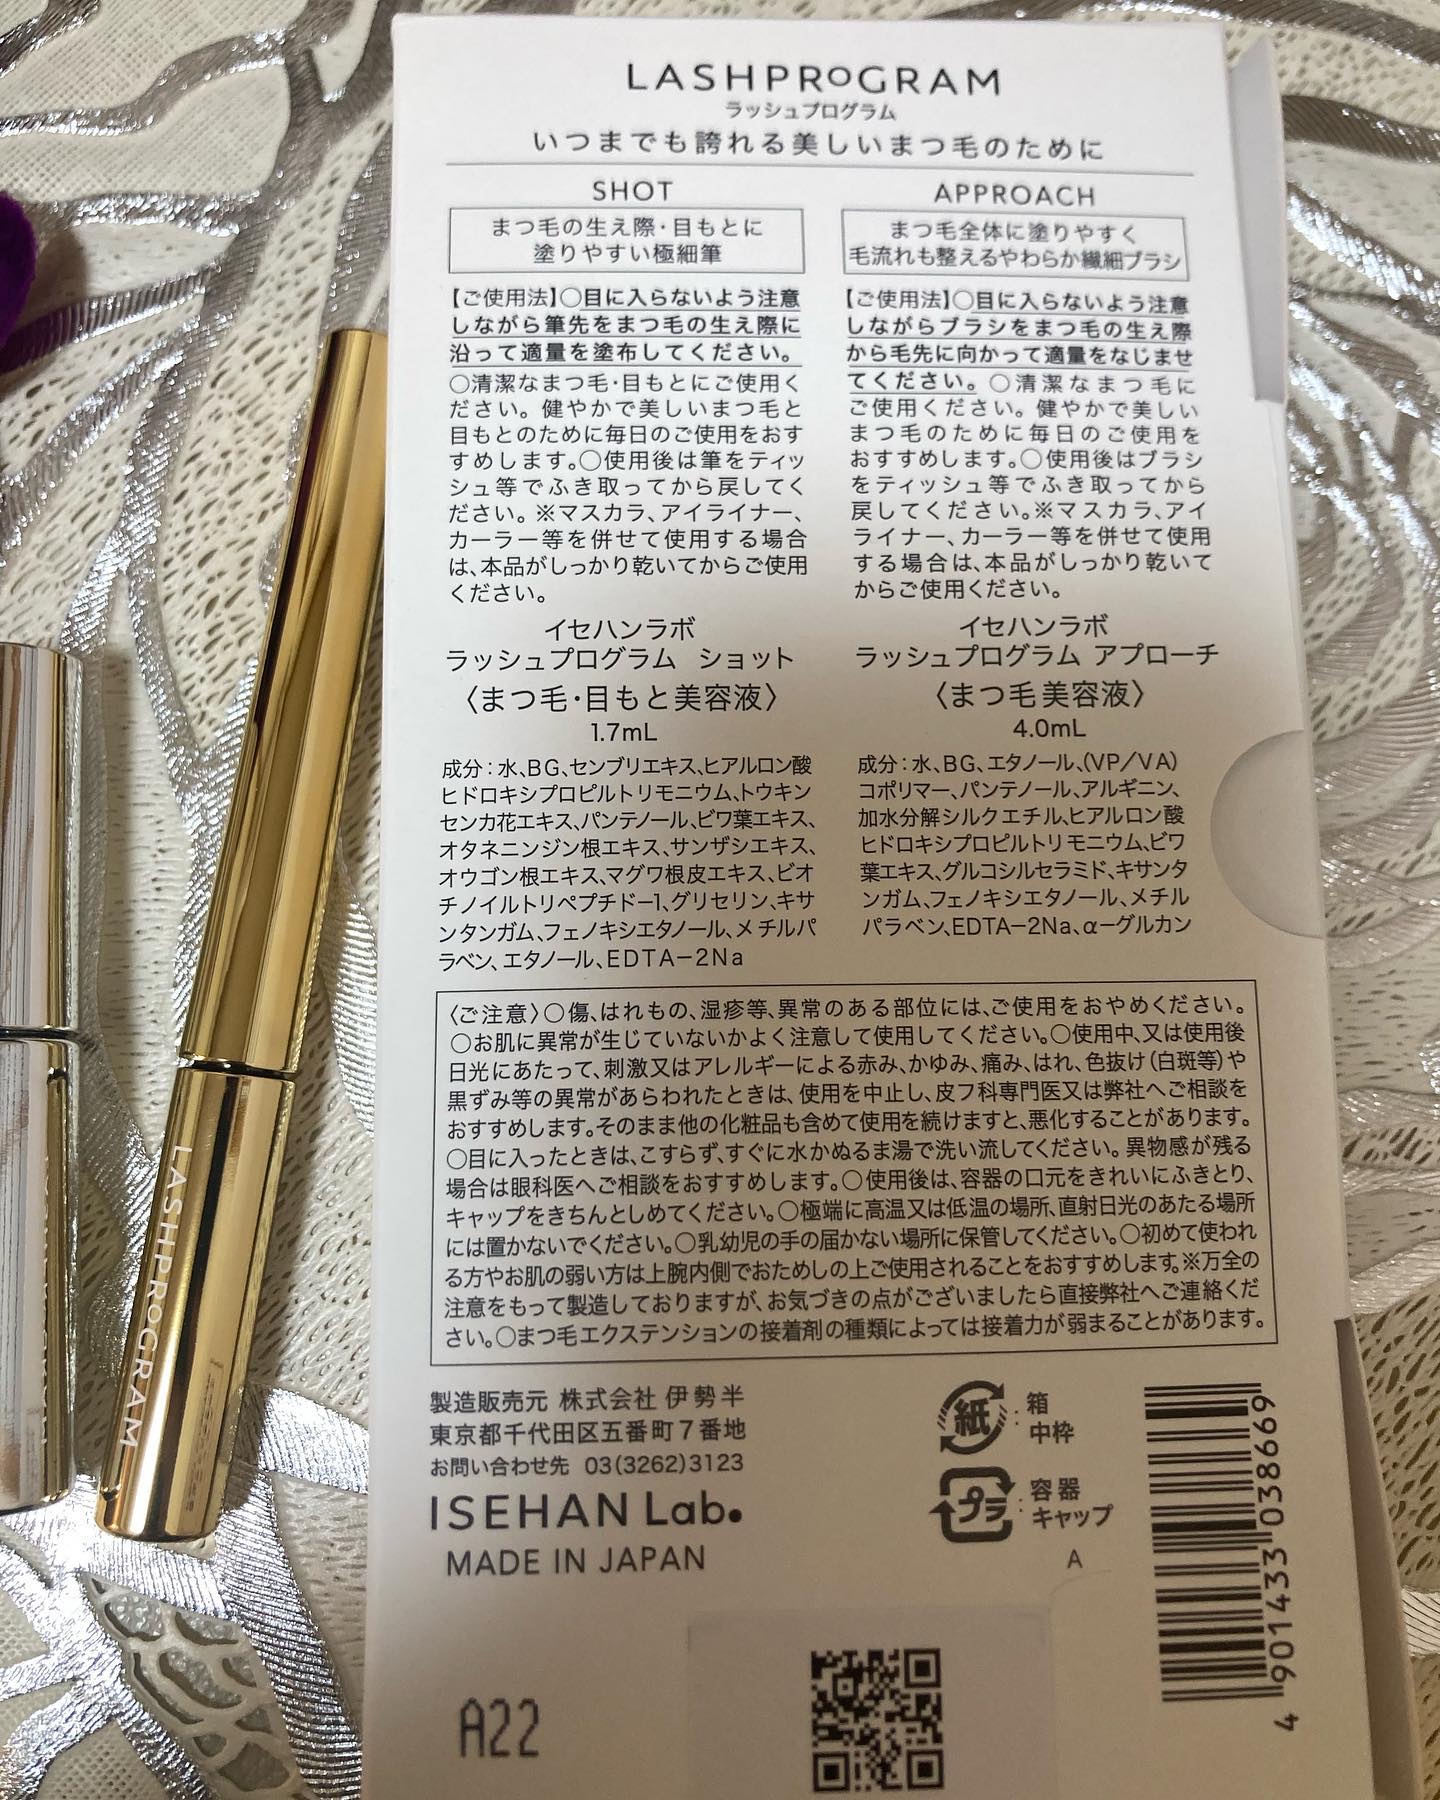 LASHPROGRAM
ラッシュプログラム
いつまでも誇れる美しいまつ毛のために
SHOT
まつ毛の生え際・目もとに
塗りやすい極細筆
【ご使用法】○目に入らないよう注意
しながら筆先をまつ毛の生え際に
沿って適量を塗布してください。
○清潔なまつ毛・目もとにご使用く
ださい。健やかで美しいまつ毛と
目もとのために毎日のご使用をおす
すめします。○使用後は筆をティッ
シュ等でふき取ってから戻してく
ださい。※マスカラ、アイライナー、
カーラー等を併せて使用する場合
は、本品がしっかり乾いてからご使用
ください。
イセハンラボ
ラッシュプログラム ショット
〈まつ毛・目もと美容液〉
1.7mL
成分：水、BG、センブリエキス、ヒアルロン酸
ヒドロキシプロピルトリモニウム、トウキン
センカ花エキス、パンテノール、ビワ葉エキス、
オタネニンジン根エキス、サンザシエキス、
オウゴン根エキス、マグワ根皮エキス、ビオ
チノイルトリペプチド-1、グリセリン、キサ
ンタンガム、フェノキシエタノール、メチルパ
ラベン、エタノール、EDTA-2Na
APPROACH
まつ毛全体に塗りやすく
毛流れも整えるやわらか繊細ブラシ
【ご使用法】○目に入らないよう注意
しながらブラシをまつ毛の生え際
から毛先に向かって適量をなじませ
てください。○清潔なまつ毛に
ご使用ください。健やかで美しい
まつ毛のために毎日のご使用を
おすすめします。○使用後はブラシ
をティッシュ等でふき取ってから
戻してください。※マスカラ、アイ
ライナー、カーラー等を併せて使用
する場合は、本品がしっかり乾いて
からご使用ください。
イセハンラボ
ラッシュプログラム アプローチ
〈まつ毛美容液〉
4.0mL
成分：水、BG、エタノール、(VP/VA)
コポリマー、パンテノール、アルギニン、
加水分解シルクエチル、ヒアルロン酸
ヒドロキシプロピルトリモニウム、ビワ
葉エキス、グルコシルセラミド、キサンタ
ンガム、フェノキシエタノール、メチル
パラベン、EDTA-2Na、α-グルカン
〈ご注意〉○傷、はれもの、湿疹等、異常のある部位には、ご使用をおやめください。
○お肌に異常が生じていないかよく注意して使用してください。○使用中、又は使用後
日光にあたって、刺激又はアレルギーによる赤み、かゆみ、痛み、はれ、色抜け(白斑等)や
黒ずみ等の異常があらわれたときは、使用を中止し、皮フ科専門医又は弊社へご相談を
おすすめします。そのまま他の化粧品も含めて使用を続けますと、悪化することがあります。
○目に入ったときは、こすらず、すぐに水かぬるま湯で洗い流してください。異物感が残る
場合は眼科医へご相談をおすすめします。○使用後は、容器の口元をきれいにふきとり、
キャップをきちんとしめてください。○極端に高温又は低温の場所、直射日光のあたる場所
には置かないでください。○乳幼児の手の届かない場所に保管してください。○初めて使われ
る方やお肌の弱い方は上腕内側でおためしの上ご使用されることをおすすめします。※万全の
注意をもって製造しておりますが、お気づきの点がございましたら直接弊社へご連絡くだ
さい。○まつ毛エクステンションの接着剤の種類によっては接着力が弱まることがあります。
製造販売元 株式会社 伊勢半
東京都千代田区五番町7番地
お問い合わせ先 03(3262)3123
ISEHAN Lab.
MADE IN JAPAN
紙：箱
中枠
プラ：容器
キャップ
A
4 901433 038669
A22
LASHPROGRAM